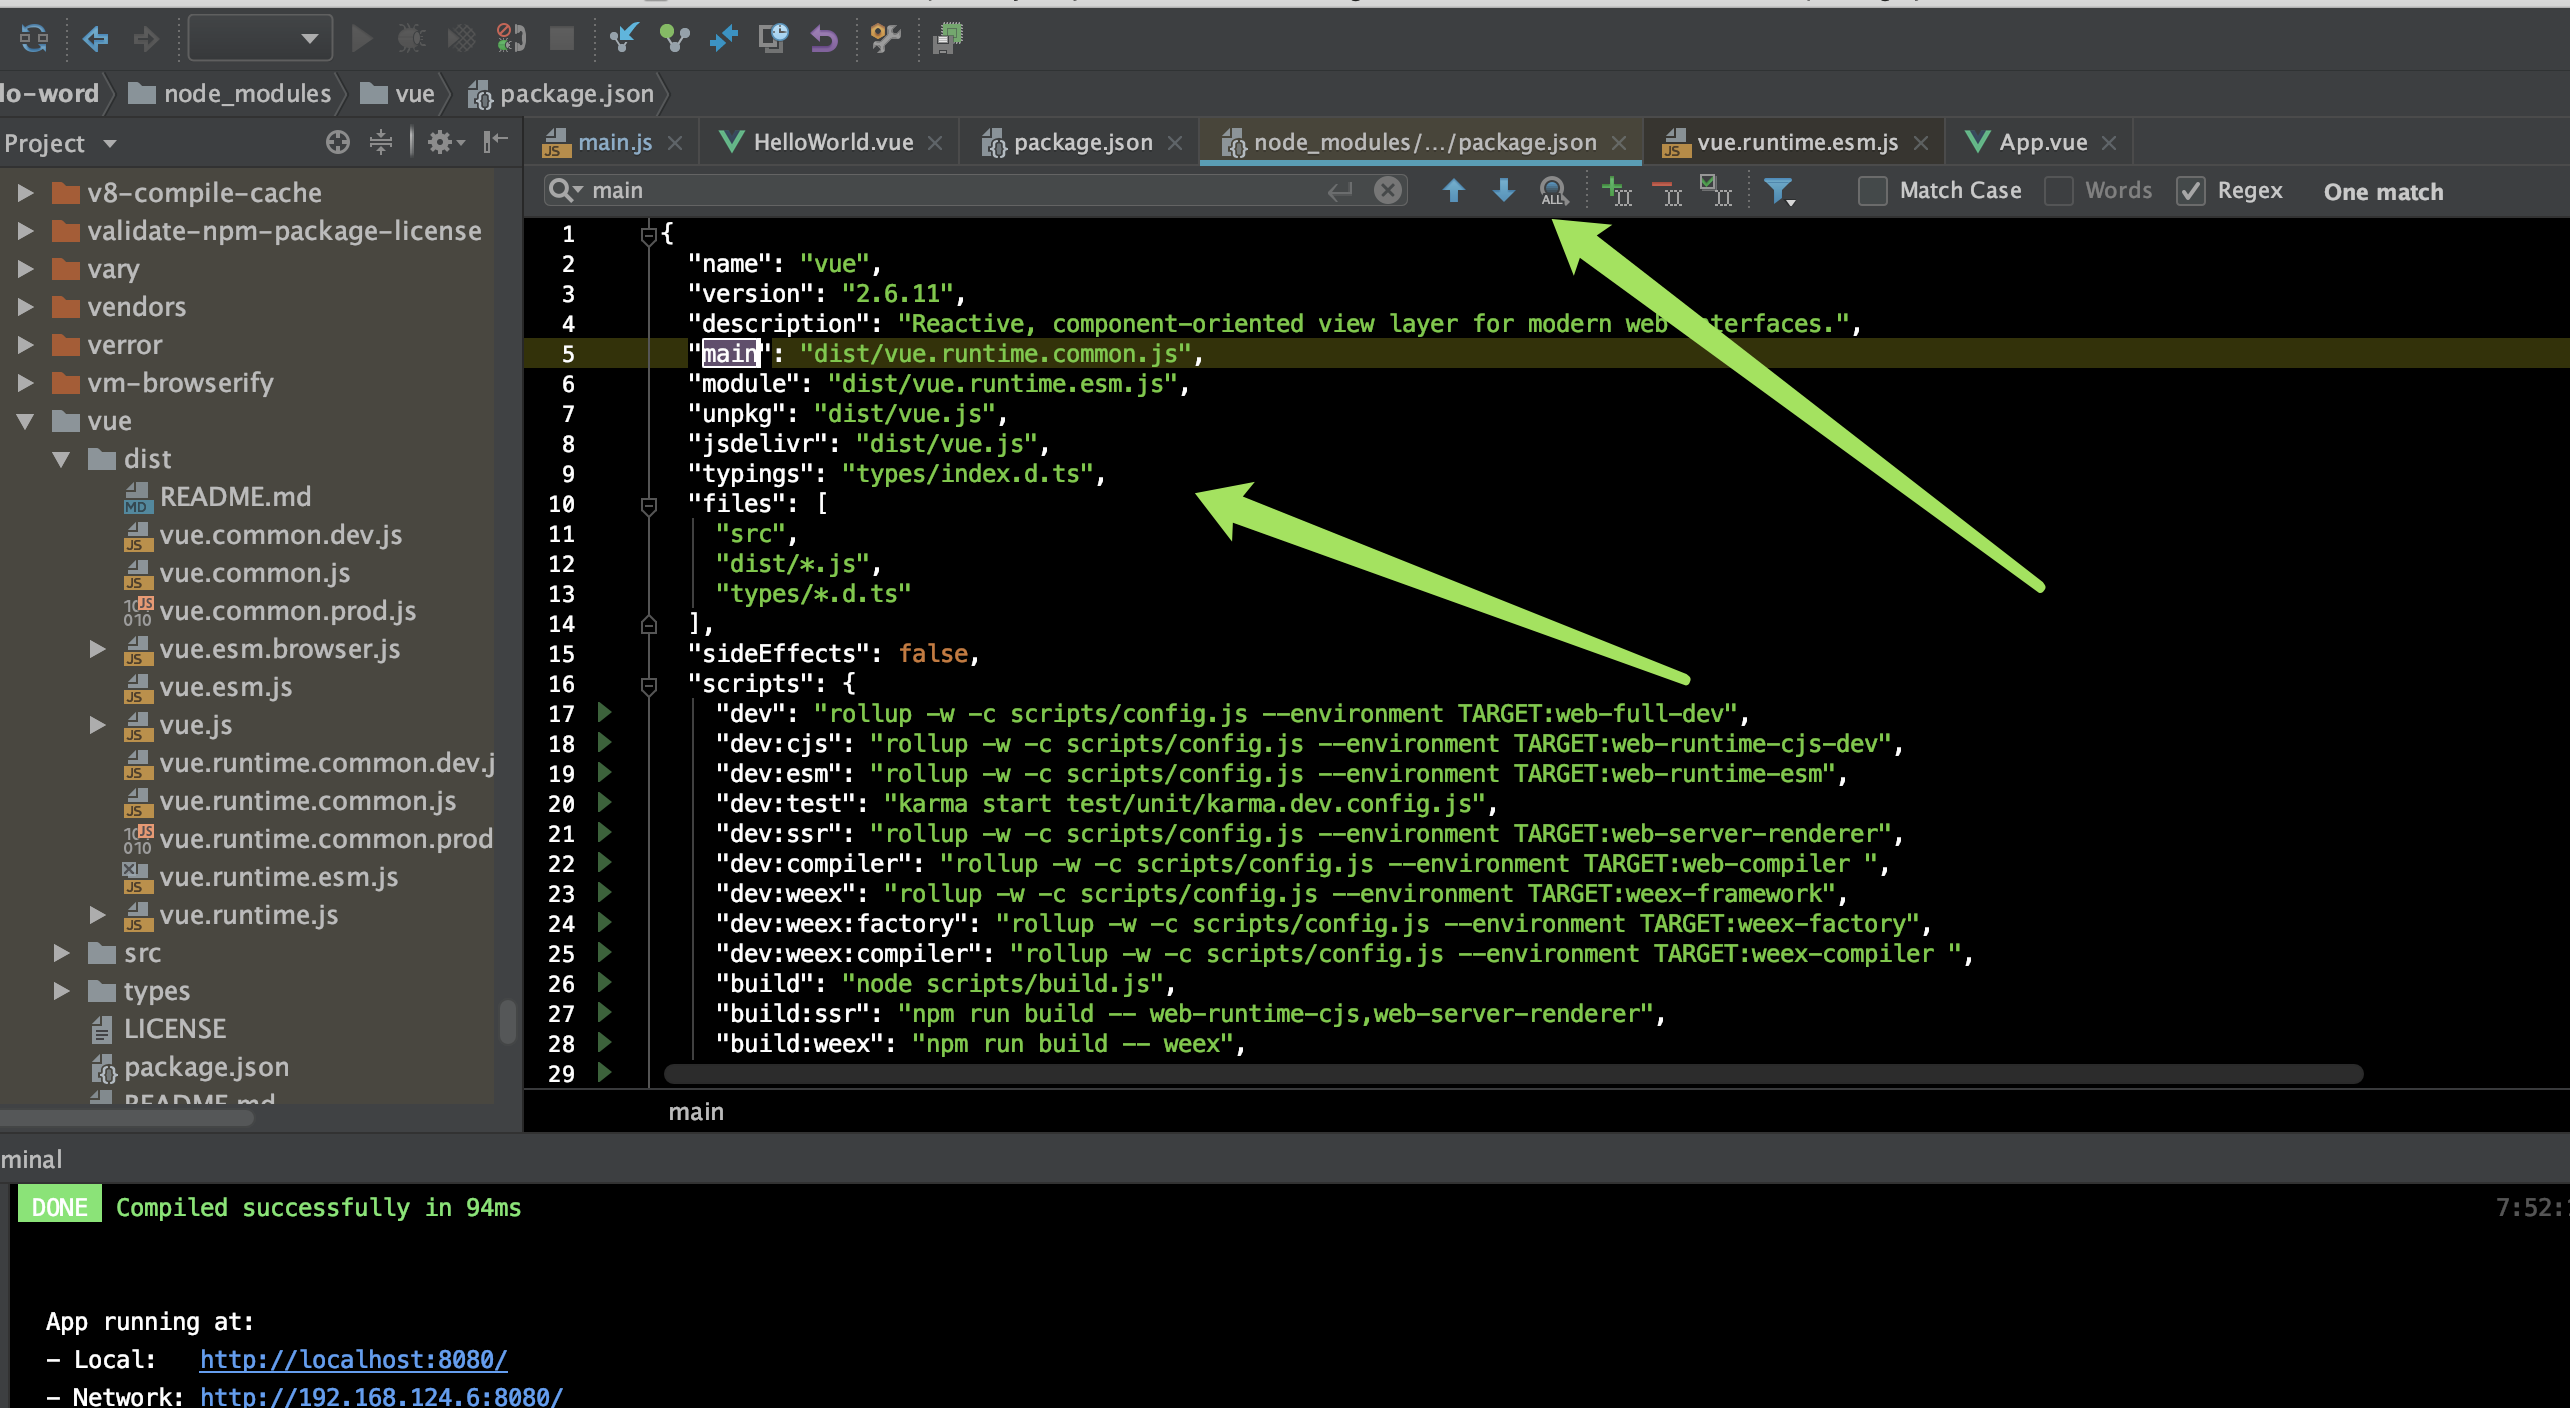 lo-word node_modules vue package.json
Project
main.js HelloWorld.vue package.json node_modules/.../package.json vue.runtime.esm.js App.vue
main ALL Match Case Words Regex One match
v8-compile-cache
validate-npm-package-license
vary
vendors
verror
vm-browserify
vue
dist
README.md
vue.common.dev.js
vue.common.js
vue.common.prod.js
vue.esm.browser.js
vue.esm.js
vue.js
vue.runtime.common.dev.j
vue.runtime.common.js
vue.runtime.common.prod
vue.runtime.esm.js
vue.runtime.js
src
types
LICENSE
package.json
README.md
1 {
2 "name": "vue",
3 "version": "2.6.11",
4 "description": "Reactive, component-oriented view layer for modern web interfaces.",
5 "main": "dist/vue.runtime.common.js",
6 "module": "dist/vue.runtime.esm.js",
7 "unpkg": "dist/vue.js",
8 "jsdelivr": "dist/vue.js",
9 "typings": "types/index.d.ts",
10 "files": [
11 "src",
12 "dist/*.js",
13 "types/*.d.ts"
14 ],
15 "sideEffects": false,
16 "scripts": {
17 "dev": "rollup -w -c scripts/config.js --environment TARGET:web-full-dev",
18 "dev:cjs": "rollup -w -c scripts/config.js --environment TARGET:web-runtime-cjs-dev",
19 "dev:esm": "rollup -w -c scripts/config.js --environment TARGET:web-runtime-esm",
20 "dev:test": "karma start test/unit/karma.dev.config.js",
21 "dev:ssr": "rollup -w -c scripts/config.js --environment TARGET:web-server-renderer",
22 "dev:compiler": "rollup -w -c scripts/config.js --environment TARGET:web-compiler ",
23 "dev:weex": "rollup -w -c scripts/config.js --environment TARGET:weex-framework",
24 "dev:weex:factory": "rollup -w -c scripts/config.js --environment TARGET:weex-factory",
25 "dev:weex:compiler": "rollup -w -c scripts/config.js --environment TARGET:weex-compiler ",
26 "build": "node scripts/build.js",
27 "build:ssr": "npm run build -- web-runtime-cjs,web-server-renderer",
28 "build:weex": "npm run build -- weex",
29
main
minal
DONE Compiled successfully in 94ms 7:52:
App running at:
- Local: http://localhost:8080/
- Network: http://192.168.124.6:8080/